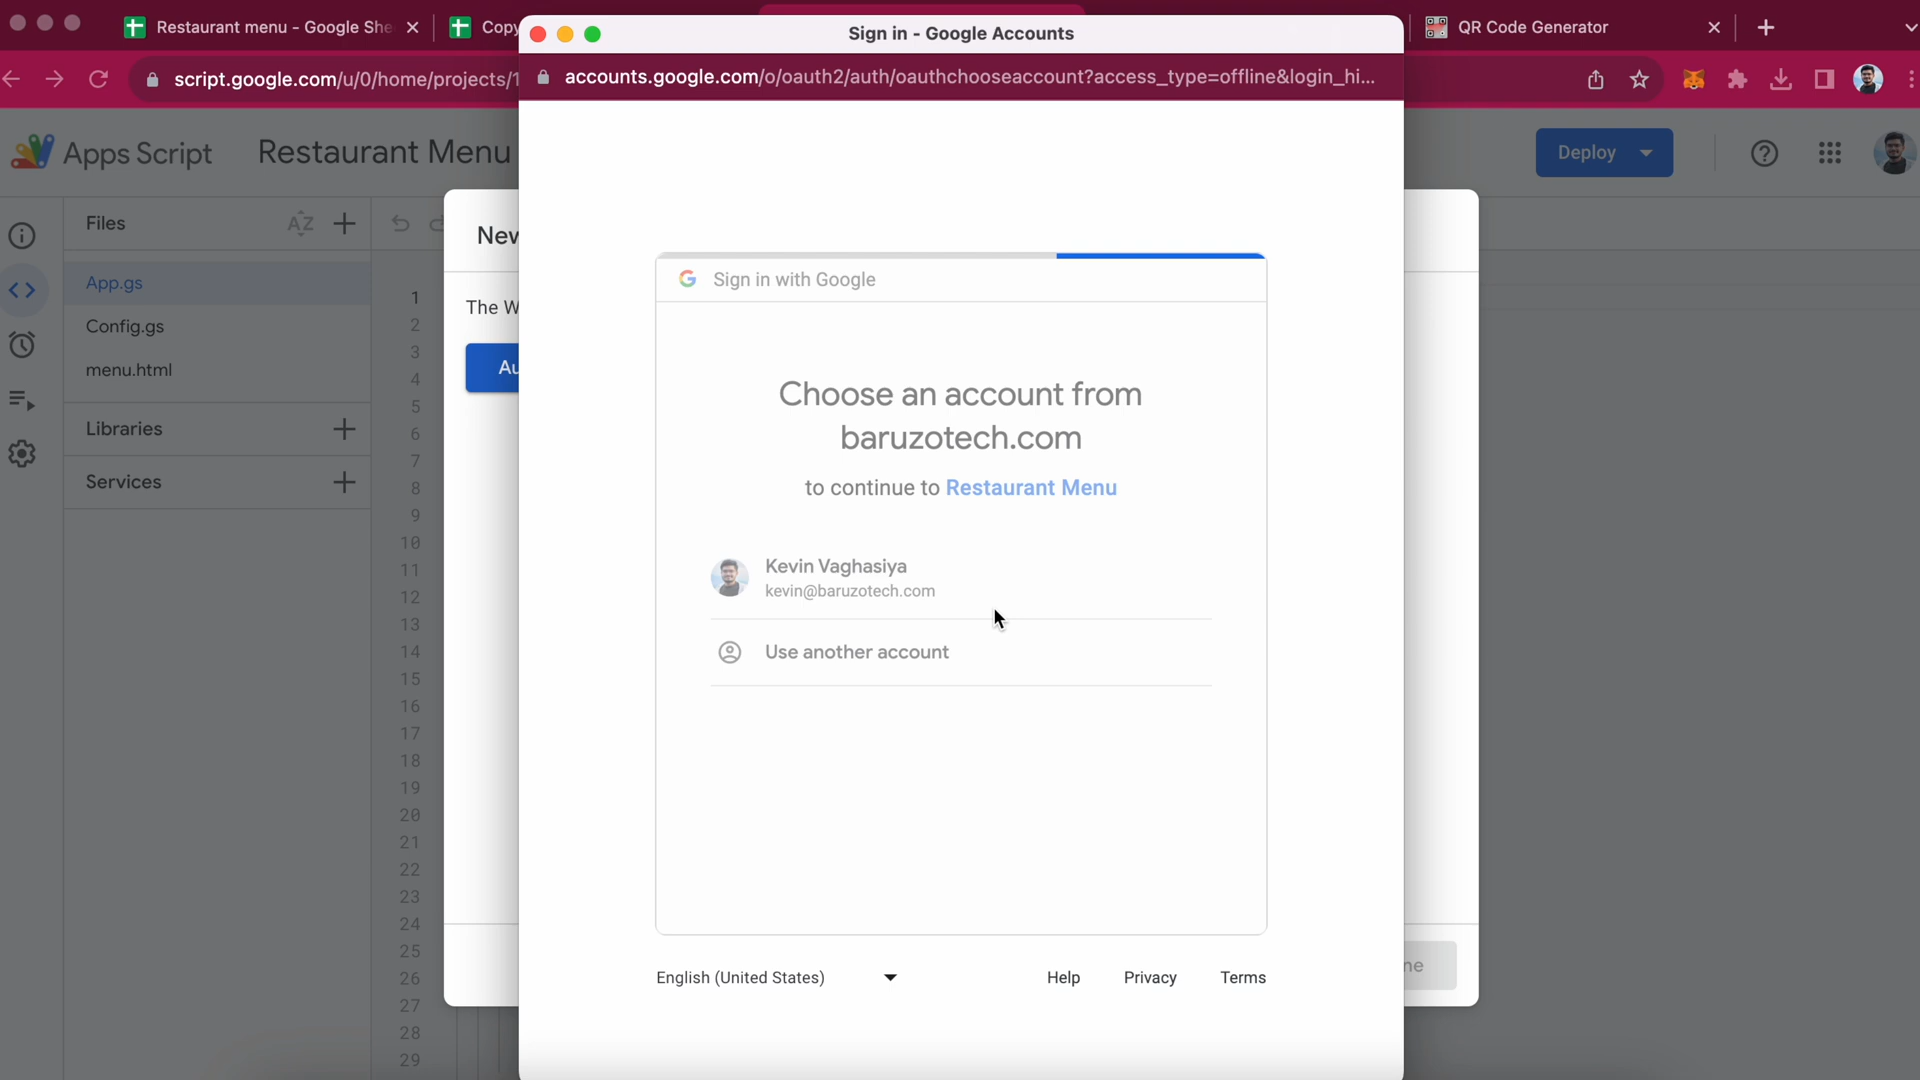 Restaurant menu - Google She
Copy
Sign in - Google Accounts
QR Code Generator
script.google.com/u/0/home/projects/1
accounts.google.com/o/oauth2/auth/oauthchooseaccount?access_type=offline&login_hi...
Apps Script
Restaurant Menu
Deploy
Files
AZ
New
Sign in with Google
App.gs
Config.gs
menu.html
The W
Au
Libraries
Services
Choose an account from
baruzotech.com
to continue to Restaurant Menu
Kevin Vaghasiya
kevin@baruzotech.com
Use another account
English (United States)
Help
Privacy
Terms
ne
1
2
3
4
5
6
7
8
9
10
11
12
13
14
15
16
17
18
19
20
21
22
23
24
25
26
27
28
29